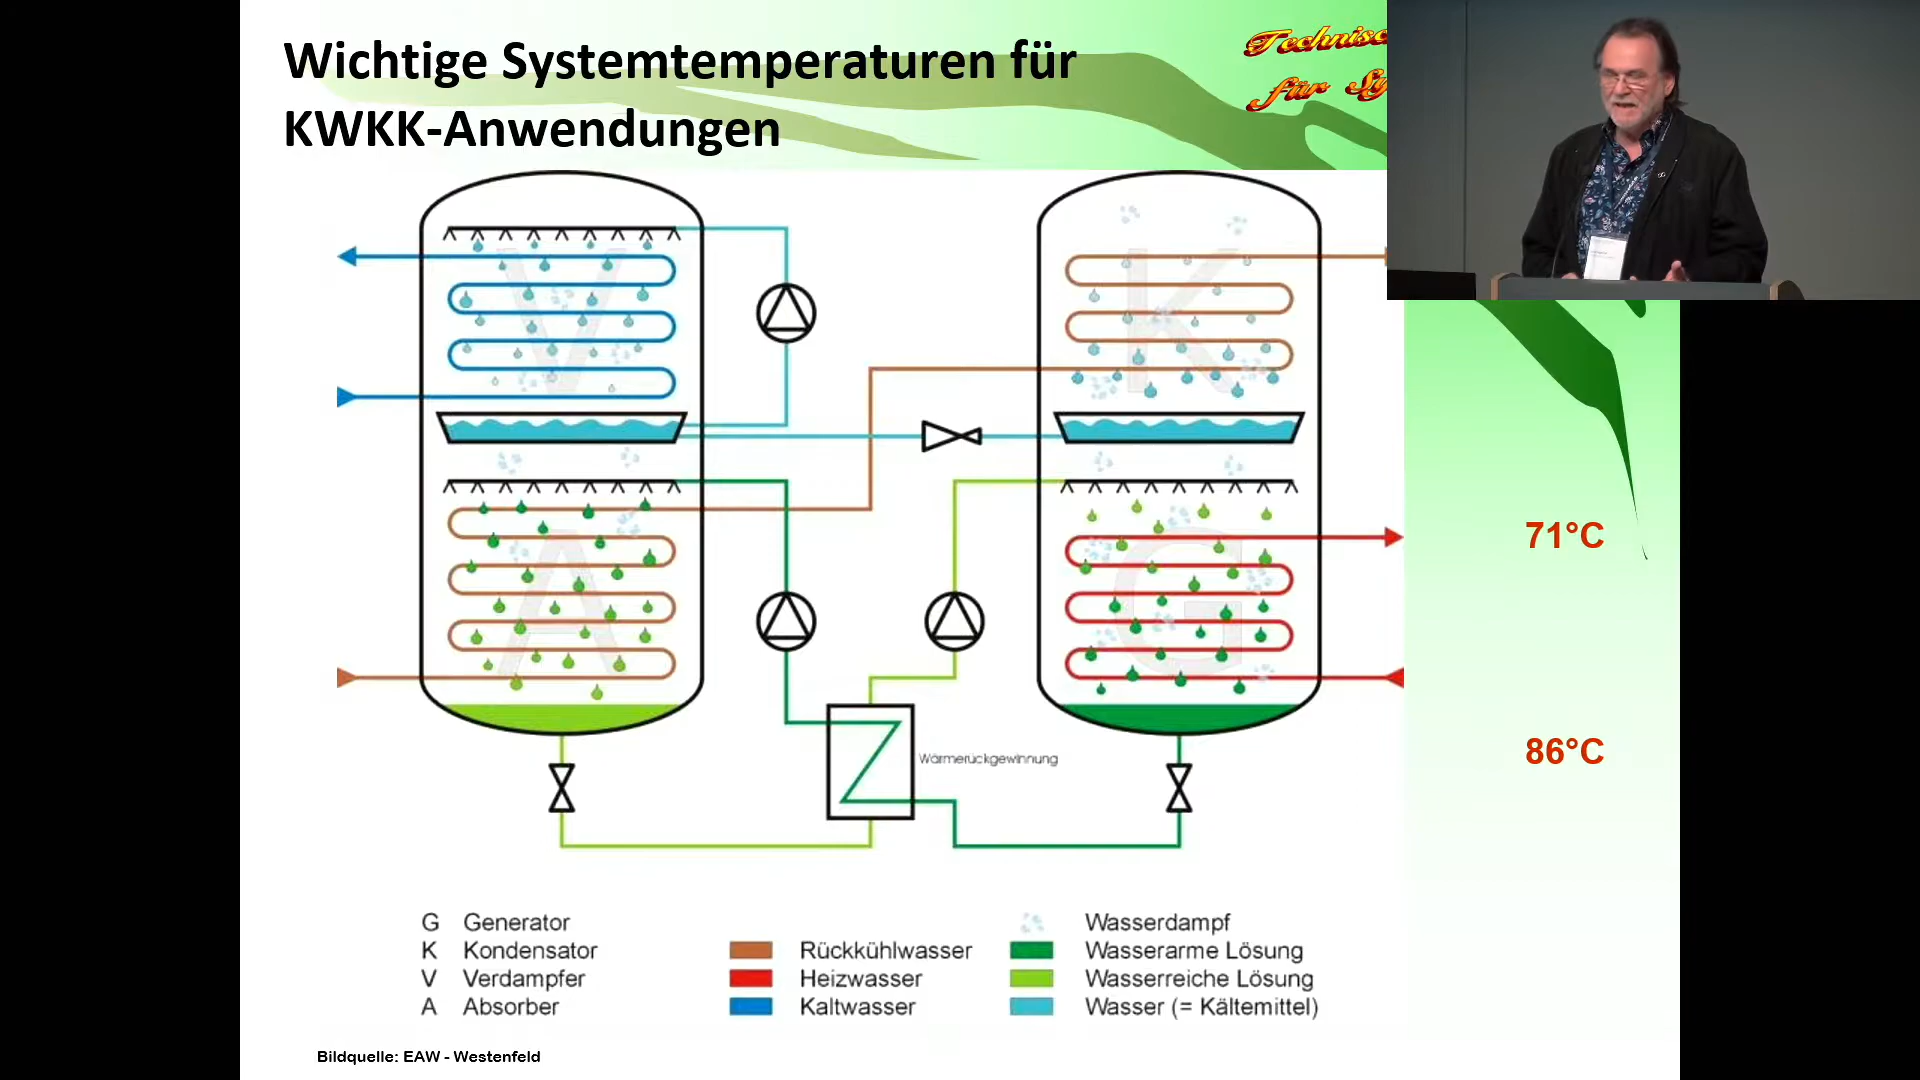 Wichtige Systemtemperaturen für
KWKK-Anwendungen
für
V
K
A
G
71°C
86°C
Wärmerückgewinnung
G Generator
K Kondensator
V Verdampfer
A Absorber
Rückkühlwasser
Heizwasser
Kaltwasser
Wasserdampf
Wasserarme Lösung
Wasserreiche Lösung
Wasser (= Kältemittel)
Bildquelle: EAW - Westenfeld